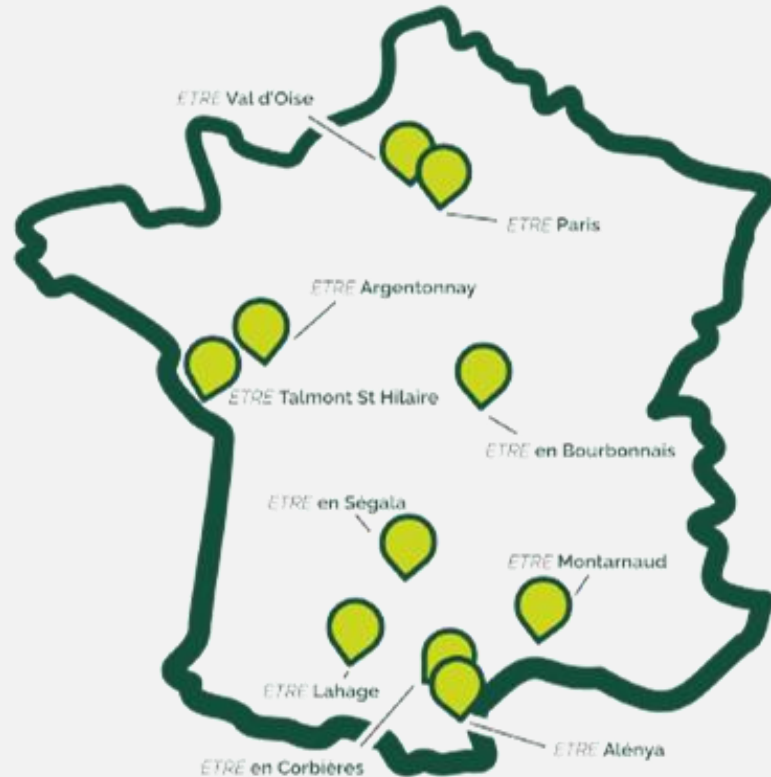 ETRE Val d'Oise
ETRE Paris
ETRE Argentonnay
ETRE Talmont St Hilaire
ETRE en Bourbonnais
ETRE en Ségala
ETRE Montarnaud
ETRE Lahage
ETRE Alénya
ETRE en Corbières